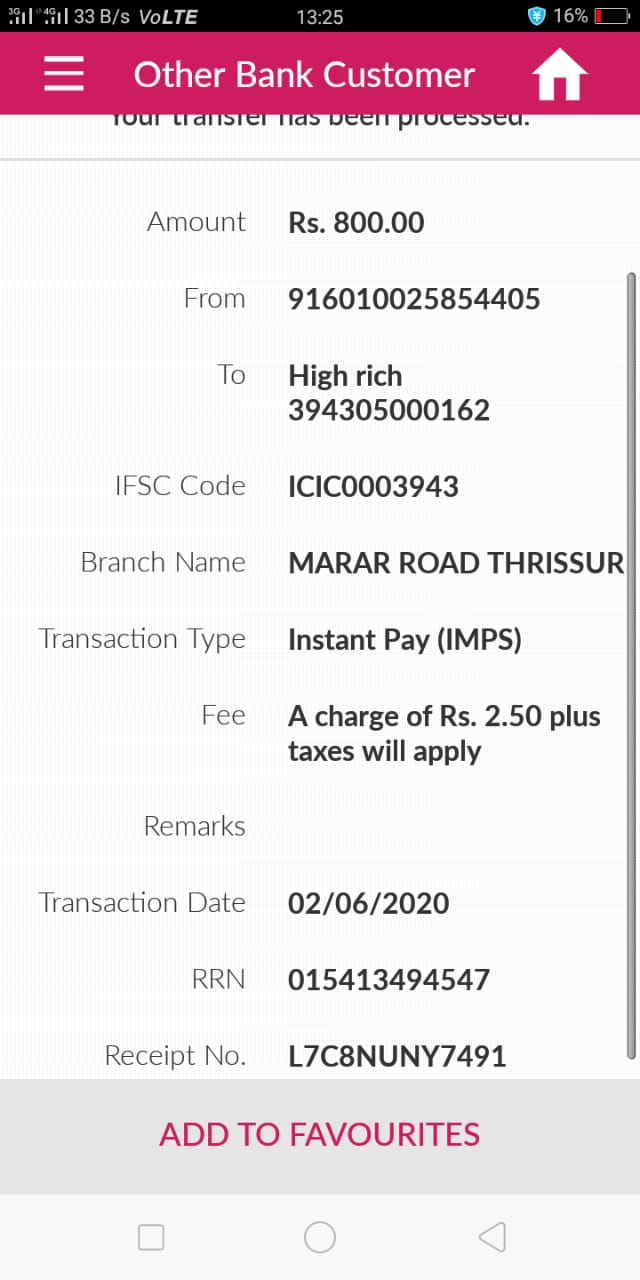 3G 4G 33 B/s VoLTE 13:25 16%
Other Bank Customer
Your transfer has been processed.
Amount Rs. 800.00
From 916010025854405
To High rich
394305000162
IFSC Code ICIC0003943
Branch Name MARAR ROAD THRISSUR
Transaction Type Instant Pay (IMPS)
Fee A charge of Rs. 2.50 plus
taxes will apply
Remarks
Transaction Date 02/06/2020
RRN 015413494547
Receipt No. L7C8NUNY7491
ADD TO FAVOURITES